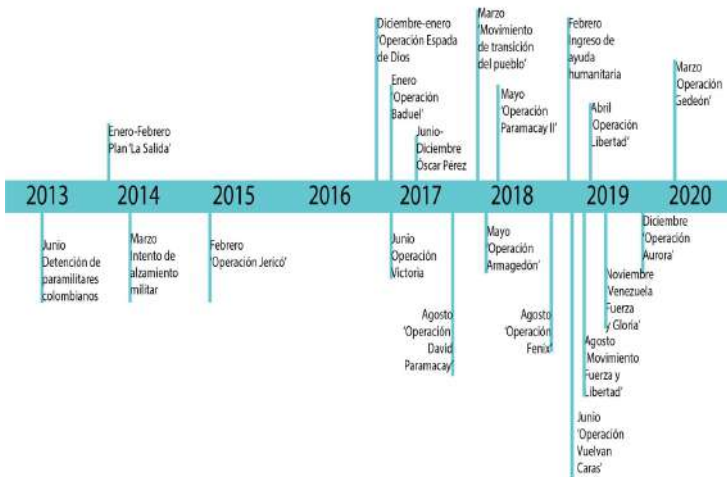 Diciembre-enero
'Operación Espada
de Dios
Marzo
'Movimiento
de transición
del pueblo'
Febrero
Ingreso de
ayuda
humanitaria
Enero
'Operación
Baduel'
Mayo
'Operación
Paramacay II'
Marzo
'Operación
Gedeón'
Enero-Febrero
Plan 'La Salida'
Junio-
Diciembre
Óscar Pérez
Abril
'Operación
Libertad'
2013
2014
2015
2016
2017
2018
2019
2020
Junio
Detención de
paramilitares
colombianos
Marzo
Intento de
alzamiento
militar
Febrero
'Operación Jericó'
Junio
Operación
Victoria
Mayo
'Operación
Armagedón'
Diciembre
'Operación
Aurora'
Noviembre
'Venezuela
Fuerza
y Gloria'
Agosto
'Operación
David
Paramacay'
Agosto
'Operación
Fenix'
Agosto
'Movimiento
Fuerza y
Libertad'
Junio
'Operación
Vuelvan
Caras'